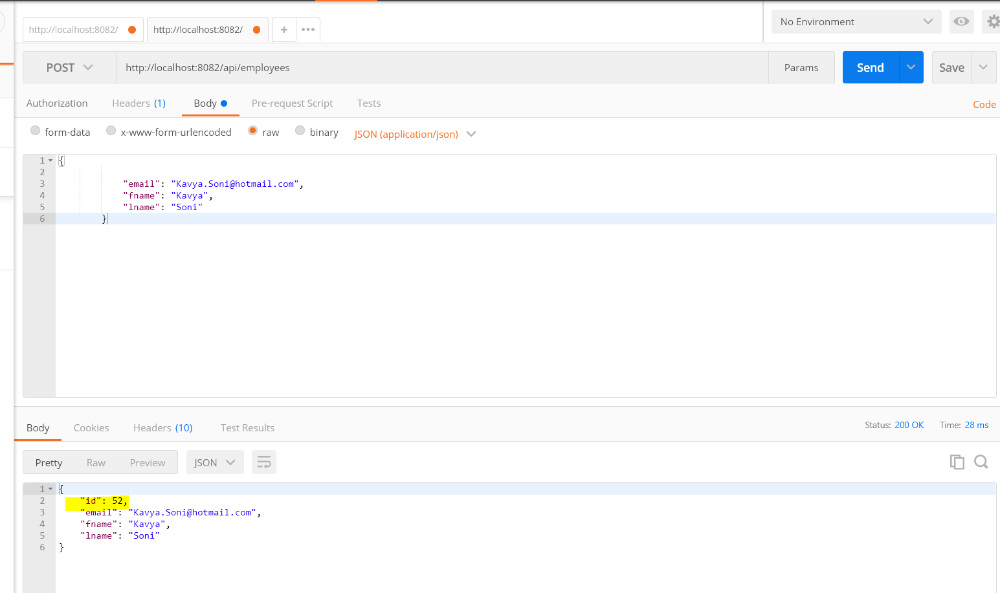 http://localhost:8082/ http://localhost:8082/ + ••• No Environment
POST http://localhost:8082/api/employees Params Send Save
Authorization Headers (1) Body Pre-request Script Tests Code
form-data x-www-form-urlencoded raw binary JSON (application/json)
1 {
2
3 "email": "Kavya.Soni@hotmail.com",
4 "fname": "Kavya",
5 "lname": "Soni"
6 }
Body Cookies Headers (10) Test Results Status: 200 OK Time: 28 ms
Pretty Raw Preview JSON
1 {
2 "id": 52,
3 "email": "Kavya.Soni@hotmail.com",
4 "fname": "Kavya",
5 "lname": "Soni"
6 }